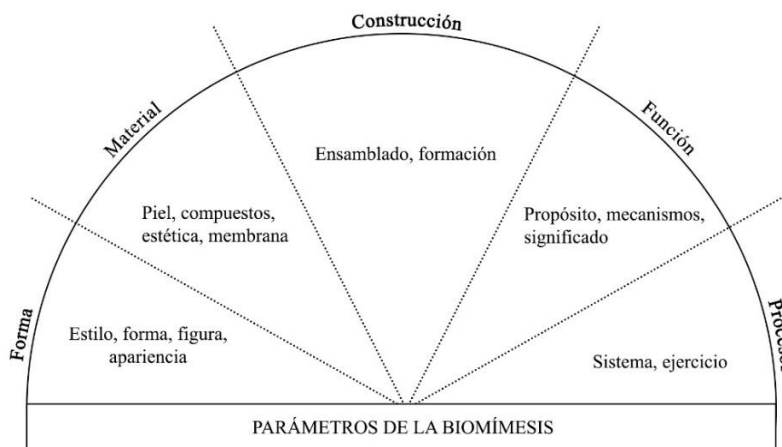 Construcción
Material
Función
Ensamblado, formación
Piel, compuestos,
estética, membrana
Propósito, mecanismos,
significado
Forma
Estilo, forma, figura,
apariencia
Sistema, ejercicio
PARÁMETROS DE LA BIOMÍMESIS